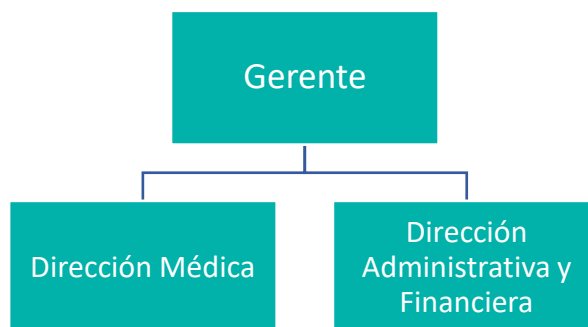 Gerente
Dirección Médica
Dirección
Administrativa y
Financiera